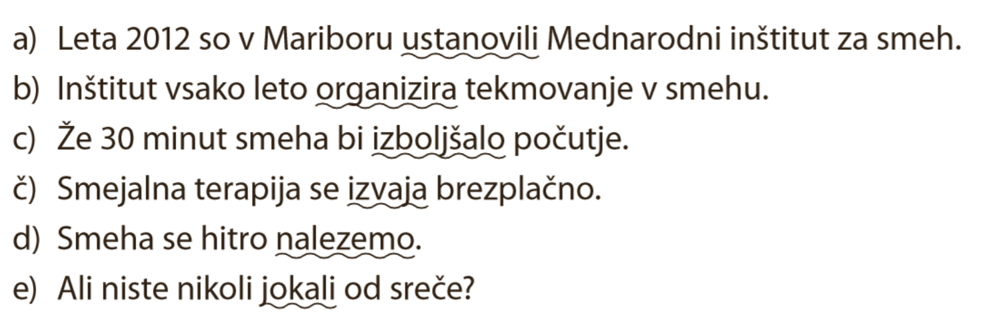 a) Leta 2012 so v Mariboru ustanovili Mednarodni inštitut za smeh.
b) Inštitut vsako leto organizira tekmovanje v smehu.
c) Že 30 minut smeha bi izboljšalo počutje.
č) Smejalna terapija se izvaja brezplačno.
d) Smeha se hitro nalezemo.
e) Ali niste nikoli jokali od sreče?